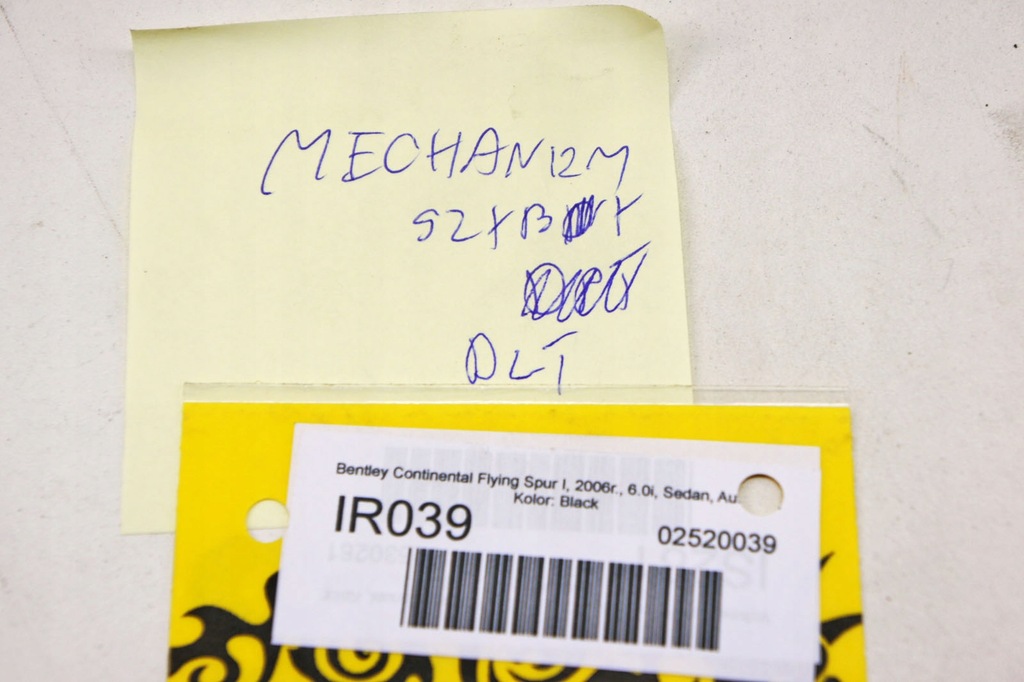 MECHANIZM
SZYBY
DLT
Bentley Continental Flying Spur I, 2006r., 6.0i, Sedan, Au
Kolor: Black
IR039
02520039